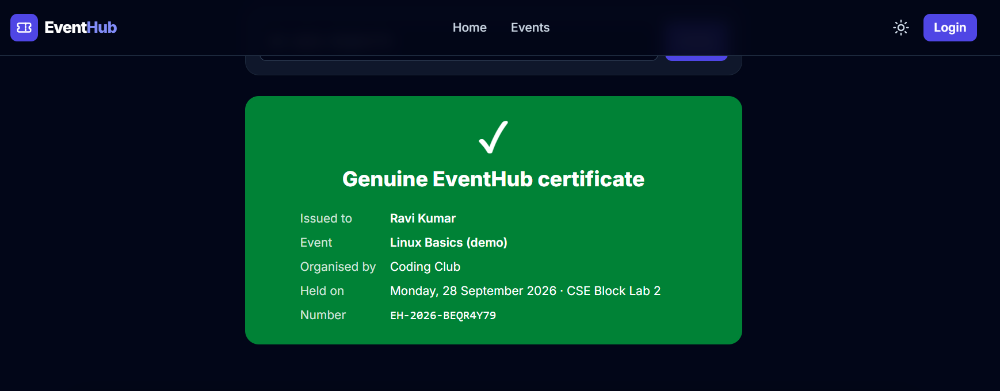 EventHub
Home
Events
Login
Genuine EventHub certificate
Issued to Ravi Kumar
Event Linux Basics (demo)
Organised by Coding Club
Held on Monday, 28 September 2026 · CSE Block Lab 2
Number EH-2026-BEQR4Y79